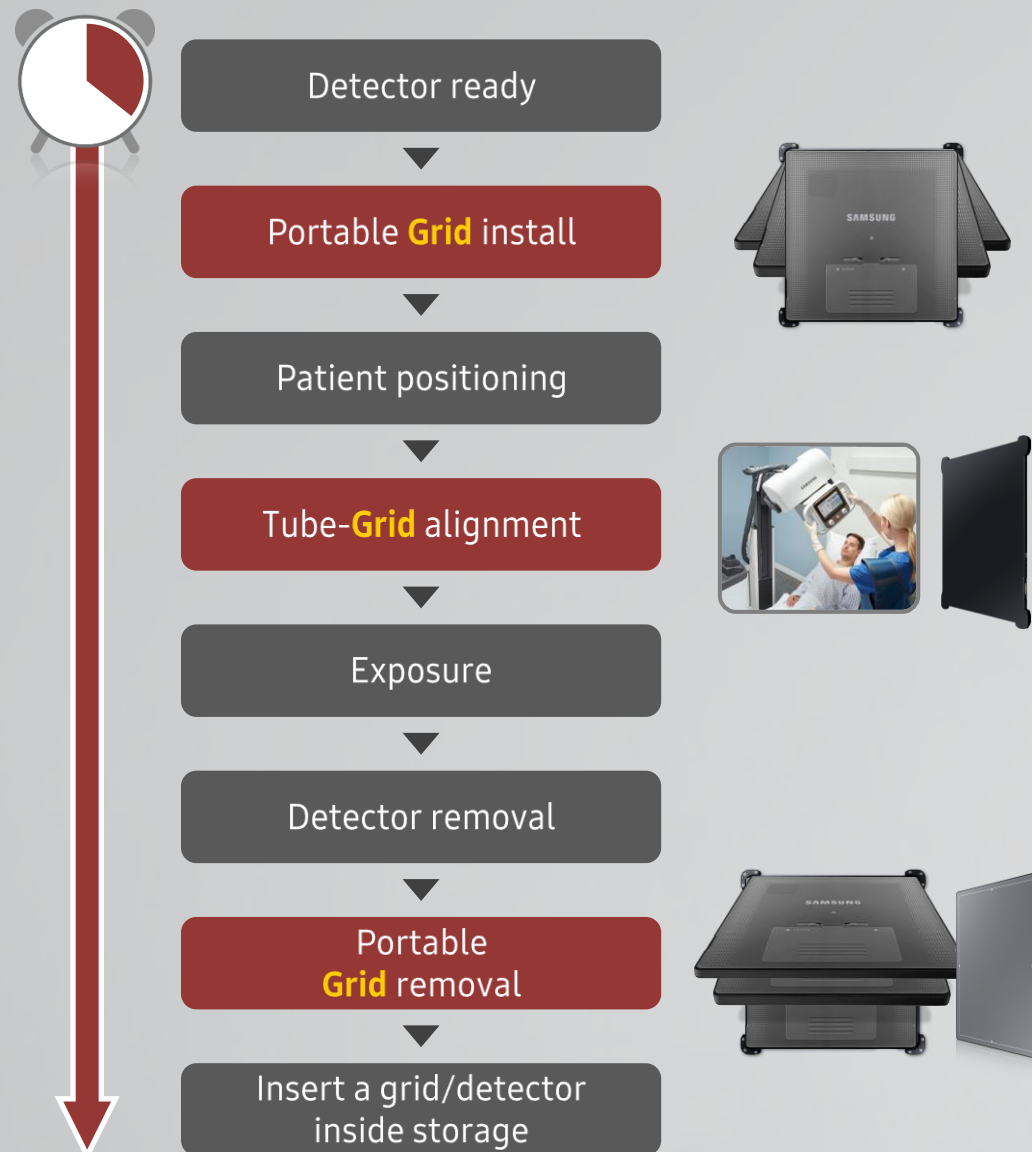 Detector ready
Portable Grid install
SAMSUNG
Patient positioning
Tube-Grid alignment
SAMSUNG
Exposure
Detector removal
Portable
Grid removal
SAMSUNG
Insert a grid/detector
inside storage